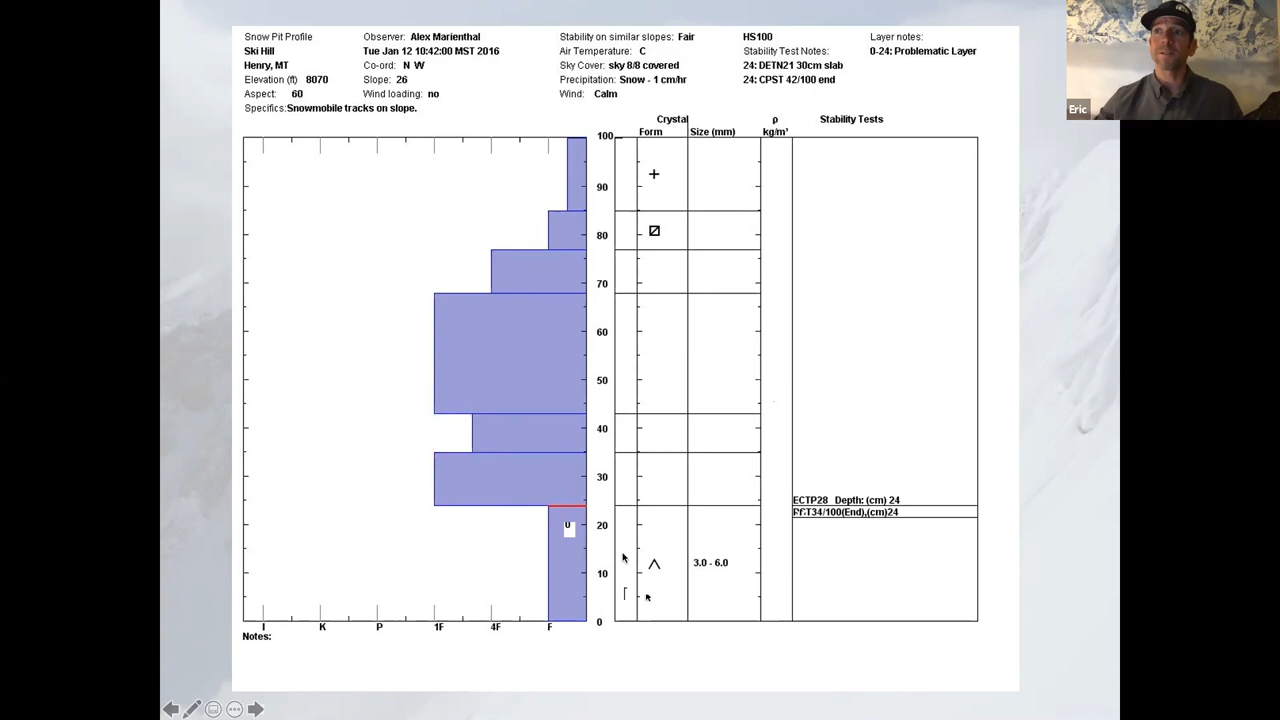 Snow Pit Profile
Ski Hill
Henry, MT
Elevation (ft) 8070
Aspect: 60
Specifics: Snowmobile tracks on slope.
Observer: Alex Marienthal
Tue Jan 12 10:42:00 MST 2016
Co-ord: N W
Slope: 26
Wind loading: no
Stability on similar slopes: Fair
Air Temperature: C
Sky Cover: sky 8/8 covered
Precipitation: Snow - 1 cm/hr
Wind: Calm
HS100
Stability Test Notes:
24: DETN21 30cm slab
24: CPST 42/100 end
Layer notes:
0-24: Problematic Layer
Eric
Crystal
Form Size (mm)
ρ
kg/m³
Stability Tests
100
90
80
70
60
50
40
30
20
10
0
ECTP28 Depth: (cm) 24
T34/100(End),(cm)24
3.0 - 6.0
I K P 1F 4F F
Notes: